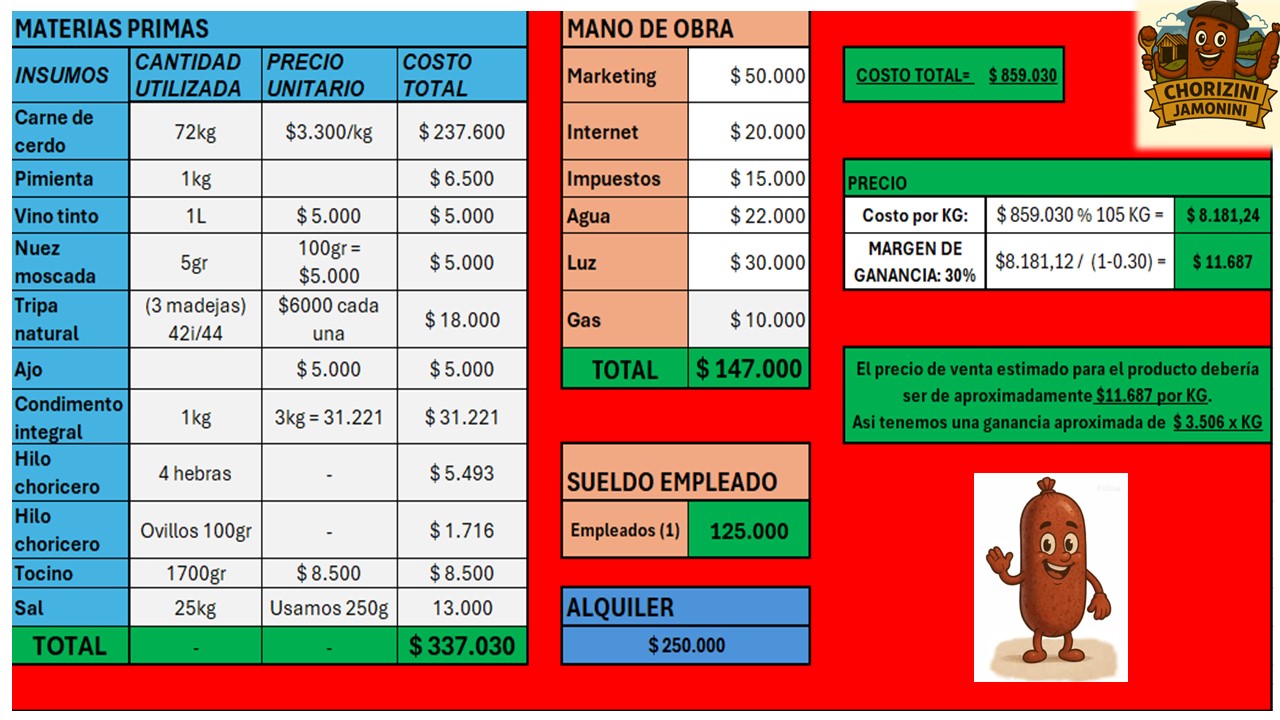 MATERIAS PRIMAS
INSUMOS CANTIDAD UTILIZADA PRECIO UNITARIO COSTO TOTAL
Carne de cerdo 72kg $3.300/kg $ 237.600
Pimienta 1kg $ 6.500
Vino tinto 1L $ 5.000 $ 5.000
Nuez moscada 5gr 100gr = $5.000 $ 5.000
Tripa natural (3 madejas) 42i/44 $6000 cada una $ 18.000
Ajo $ 5.000 $ 5.000
Condimento integral 1kg 3kg = 31.221 $ 31.221
Hilo choricero 4 hebras - $ 5.493
Hilo choricero Ovillos 100gr - $ 1.716
Tocino 1700gr $ 8.500 $ 8.500
Sal 25kg Usamos 250g 13.000
TOTAL - - $ 337.030
MANO DE OBRA
Marketing $ 50.000
Internet $ 20.000
Impuestos $ 15.000
Agua $ 22.000
Luz $ 30.000
Gas $ 10.000
TOTAL $ 147.000
SUELDO EMPLEADO
Empleados (1) 125.000
ALQUILER
$ 250.000
COSTO TOTAL= $ 859.030
CHORIZINI
JAMONINI
PRECIO
Costo por KG: $ 859.030 % 105 KG = $ 8.181,24
MARGEN DE GANANCIA: 30% $8.181,12 / (1-0.30) = $ 11.687
El precio de venta estimado para el producto debería
ser de aproximadamente $11.687 por KG.
Asi tenemos una ganancia aproximada de $ 3.506 x KG